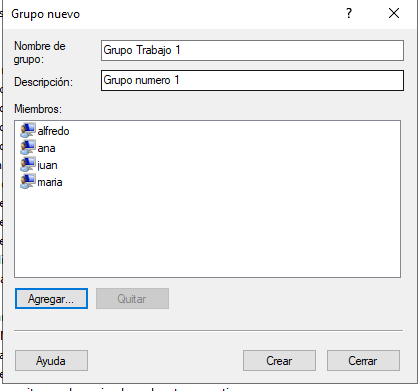 Grupo nuevo
?
Nombre de
grupo:
Grupo Trabajo 1
Descripción:
Grupo numero 1
Miembros:
alfredo
ana
juan
maria
Agregar...
Quitar
Ayuda
Crear
Cerrar